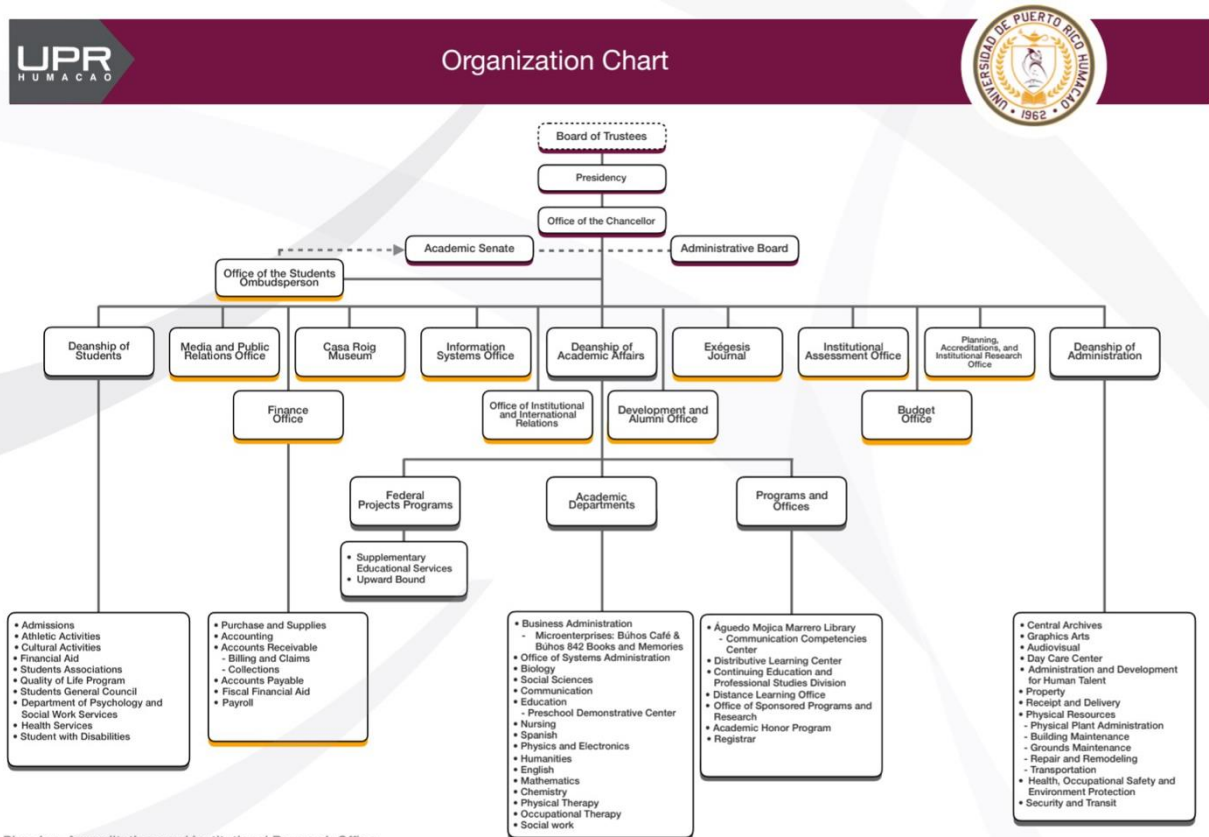 UPR
HUMACAO
Organization Chart
UNIVERSIDAD DE PUERTO RICO HUMACAO
• 1962 •
Board of Trustees
Presidency
Office of the Chancellor
Academic Senate
Administrative Board
Office of the Students
Ombudsperson
Deanship of
Students
Media and Public
Relations Office
Casa Roig
Museum
Information
Systems Office
Deanship of
Academic Affairs
Exégesis
Journal
Institutional
Assessment Office
Planning,
Accreditations, and
Institutional Research
Office
Deanship of
Administration
Finance
Office
Office of Institutional
and International
Relations
Development and
Alumni Office
Budget
Office
Federal
Projects Programs
Academic
Departments
Programs and
Offices
• Supplementary
Educational Services
• Upward Bound
• Admissions
• Athletic Activities
• Cultural Activities
• Financial Aid
• Students Associations
• Quality of Life Program
• Students General Council
• Department of Psychology and
Social Work Services
• Health Services
• Student with Disabilities
• Purchase and Supplies
• Accounting
• Accounts Receivable
- Billing and Claims
- Collections
• Accounts Payable
• Fiscal Financial Aid
• Payroll
• Business Administration
- Microenterprises: Búhos Café &
Búhos 842 Books and Memories
• Office of Systems Administration
• Biology
• Social Sciences
• Communication
• Education
- Preschool Demonstrative Center
• Nursing
• Spanish
• Physics and Electronics
• Humanities
• English
• Mathematics
• Chemistry
• Physical Therapy
• Occupational Therapy
• Social work
• Águedo Mojica Marrero Library
- Communication Competencies
Center
• Distributive Learning Center
• Continuing Education and
Professional Studies Division
• Distance Learning Office
• Office of Sponsored Programs and
Research
• Academic Honor Program
• Registrar
• Central Archives
• Graphics Arts
• Audiovisual
• Day Care Center
• Administration and Development
for Human Talent
• Property
• Receipt and Delivery
• Physical Resources
- Physical Plant Administration
- Building Maintenance
- Grounds Maintenance
- Repair and Remodeling
- Transportation
• Health, Occupational Safety and
Environment Protection
• Security and Transit